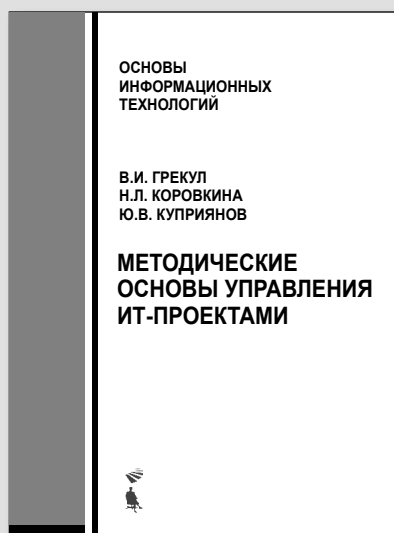 ОСНОВЫ
ИНФОРМАЦИОННЫХ
ТЕХНОЛОГИЙ
В.И. ГРЕКУЛ
Н.Л. КОРОВКИНА
Ю.В. КУПРИЯНОВ
МЕТОДИЧЕСКИЕ
ОСНОВЫ УПРАВЛЕНИЯ
ИТ-ПРОЕКТАМИ